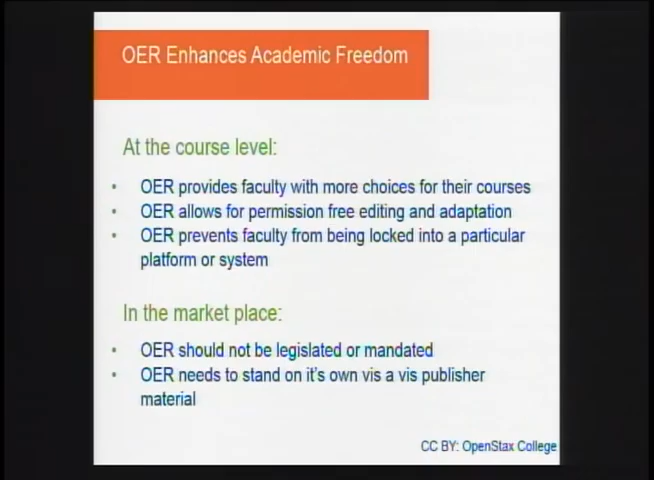 OER Enhances Academic Freedom
At the course level:
• OER provides faculty with more choices for their courses
• OER allows for permission free editing and adaptation
• OER prevents faculty from being locked into a particular
platform or system
In the market place:
• OER should not be legislated or mandated
• OER needs to stand on it's own vis a vis publisher
material
CC BY: OpenStax College